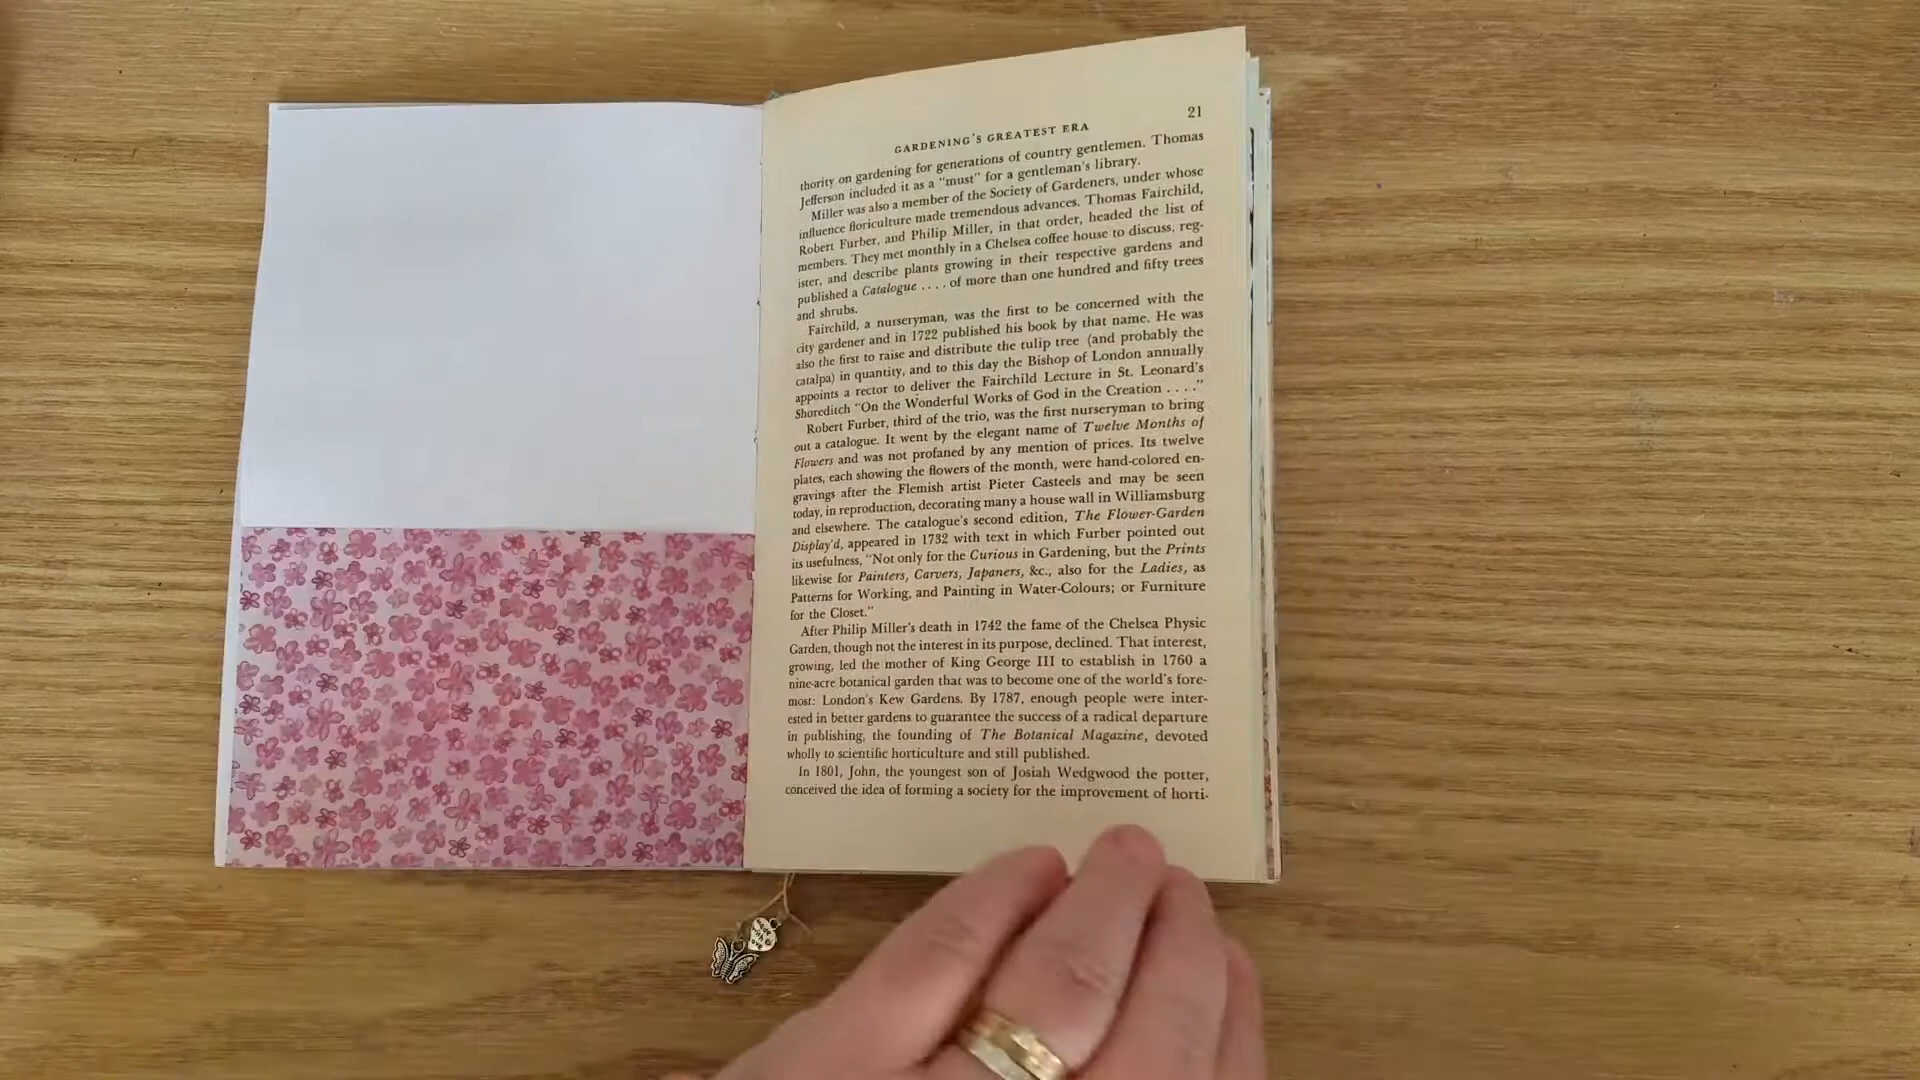 21
GARDENING'S GREATEST ERA
thority on gardening for generations of country gentlemen. Thomas
Jefferson included it as a "must" for a gentleman's library.
Miller was also a member of the Society of Gardeners, under whose
influence floriculture made tremendous advances. Thomas Fairchild,
Robert Furber, and Philip Miller, in that order, headed the list of
members. They met monthly in a Chelsea coffee house to discuss, reg-
ister, and describe plants growing in their respective gardens and
published a Catalogue . . . . of more than one hundred and fifty trees
and shrubs.
Fairchild, a nurseryman, was the first to be concerned with the
city gardener and in 1722 published his book by that name. He was
also the first to raise and distribute the tulip tree (and probably the
catalpa) in quantity, and to this day the Bishop of London annually
appoints a rector to deliver the Fairchild Lecture in St. Leonard's
Shoreditch "On the Wonderful Works of God in the Creation . . . ."
Robert Furber, third of the trio, was the first nurseryman to bring
out a catalogue. It went by the elegant name of Twelve Months of
Flowers and was not profaned by any mention of prices. Its twelve
plates, each showing the flowers of the month, were hand-colored en-
gravings after the Flemish artist Pieter Casteels and may be seen
today, in reproduction, decorating many a house wall in Williamsburg
and elsewhere. The catalogue's second edition, The Flower-Garden
Display'd, appeared in 1732 with text in which Furber pointed out
its usefulness, "Not only for the Curious in Gardening, but the Prints
likewise for Painters, Carvers, Japaners, &c., also for the Ladies, as
Patterns for Working, and Painting in Water-Colours; or Furniture
for the Closet."
After Philip Miller's death in 1742 the fame of the Chelsea Physic
Garden, though not the interest in its purpose, declined. That interest,
growing, led the mother of King George III to establish in 1760 a
nine-acre botanical garden that was to become one of the world's fore-
most: London's Kew Gardens. By 1787, enough people were inter-
ested in better gardens to guarantee the success of a radical departure
in publishing, the founding of The Botanical Magazine, devoted
wholly to scientific horticulture and still published.
In 1801, John, the youngest son of Josiah Wedgwood the potter,
conceived the idea of forming a society for the improvement of horti-
made
with
love